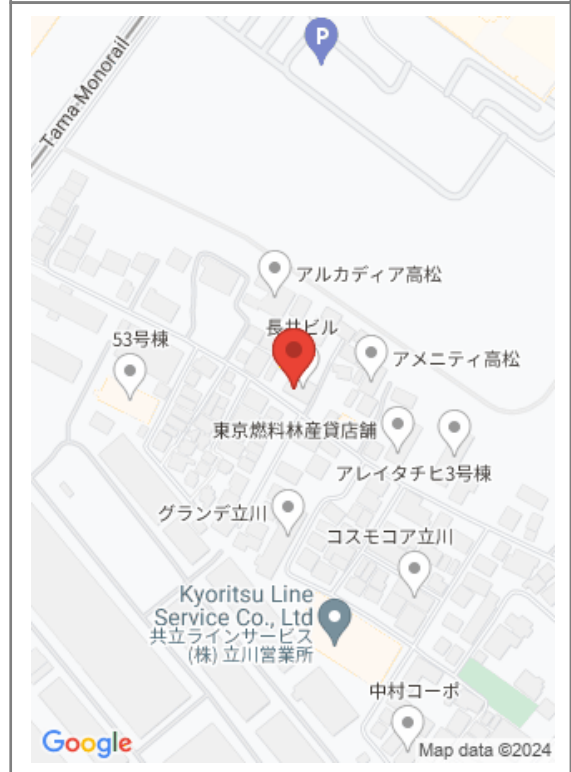 P
Tama-Monorail
アルカディア高松
長井ビル
53号棟
アメニティ高松
東京燃料林産貸店舗
アレイタチヒ3号棟
グランデ立川
コスモコア立川
Kyoritsu Line
Service Co., Ltd
共立ラインサービス
(株) 立川営業所
中村コーポ
Google
Map data ©2024